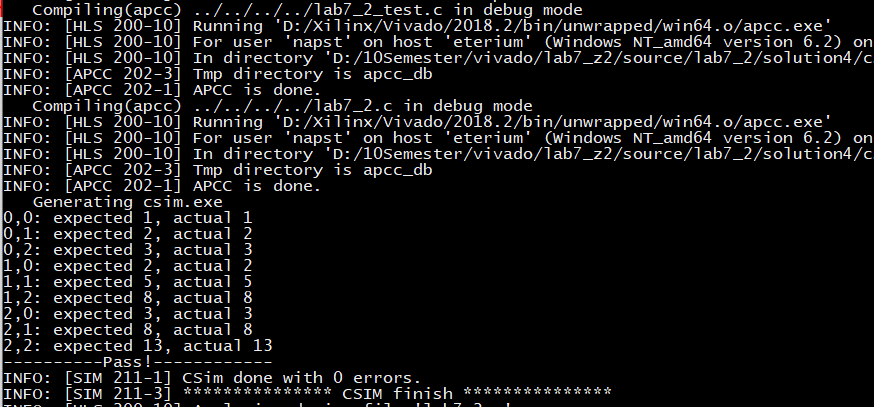 Compiling(apcc) ../../../../lab7_2_test.c in debug mode
INFO: [HLS 200-10] Running 'D:/Xilinx/Vivado/2018.2/bin/unwrapped/win64.o/apcc.exe'
INFO: [HLS 200-10] For user 'napst' on host 'eterium' (Windows NT_amd64 version 6.2) on
INFO: [HLS 200-10] In directory 'D:/10Semester/vivado/lab7_z2/source/lab7_2/solution4/c
INFO: [APCC 202-3] Tmp directory is apcc_db
INFO: [APCC 202-1] APCC is done.
Compiling(apcc) ../../../../lab7_2.c in debug mode
INFO: [HLS 200-10] Running 'D:/Xilinx/Vivado/2018.2/bin/unwrapped/win64.o/apcc.exe'
INFO: [HLS 200-10] For user 'napst' on host 'eterium' (Windows NT_amd64 version 6.2) on
INFO: [HLS 200-10] In directory 'D:/10Semester/vivado/lab7_z2/source/lab7_2/solution4/c
INFO: [APCC 202-3] Tmp directory is apcc_db
INFO: [APCC 202-1] APCC is done.
Generating csim.exe
0,0: expected 1, actual 1
0,1: expected 2, actual 2
0,2: expected 3, actual 3
1,0: expected 2, actual 2
1,1: expected 5, actual 5
1,2: expected 8, actual 8
2,0: expected 3, actual 3
2,1: expected 8, actual 8
2,2: expected 13, actual 13
----------Pass!------------
INFO: [SIM 211-1] CSim done with 0 errors.
INFO: [SIM 211-3] *************** CSIM finish ***************